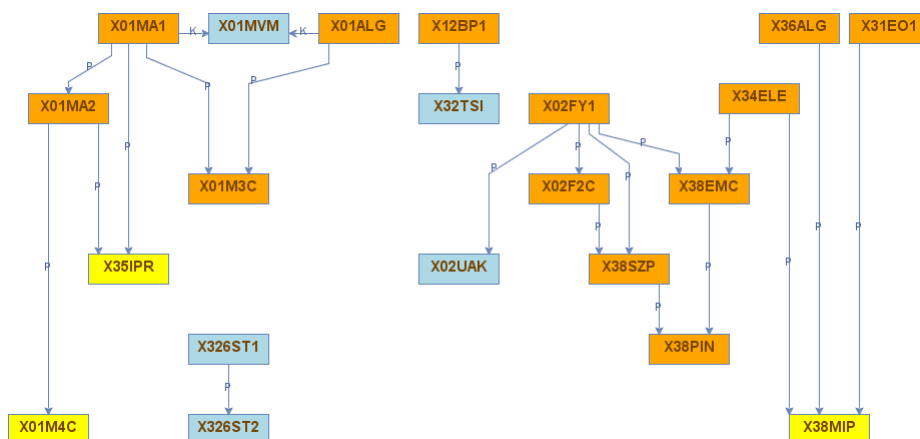 X01MA1
K
X01MVM
K
X01ALG
X12BP1
X36ALG
X31EO1
P
P
P
P
P
P
X01MA2
X32TSI
X02FY1
X34ELE
P
P
P
P
P
P
P
X01M3C
X02F2C
X38EMC
P
P
P
P
X35IPR
X02UAK
X38SZP
P
P
P
P
X326ST1
X38PIN
P
X01M4C
X326ST2
X38MIP